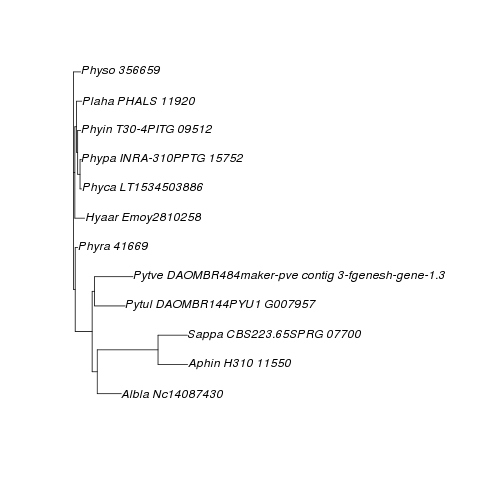 Physo 356659
Plaha PHALS 11920
Phyin T30-4PITG 09512
Phypa INRA-310PPTG 15752
Phyca LT1534503886
Hyaar Emoy2810258
Phyra 41669
Pytve DAOMBR484maker-pve contig 3-fgenesh-gene-1.3
Pytul DAOMBR144PYU1 G007957
Sappa CBS223.65SPRG 07700
Aphin H310 11550
Albla Nc14087430